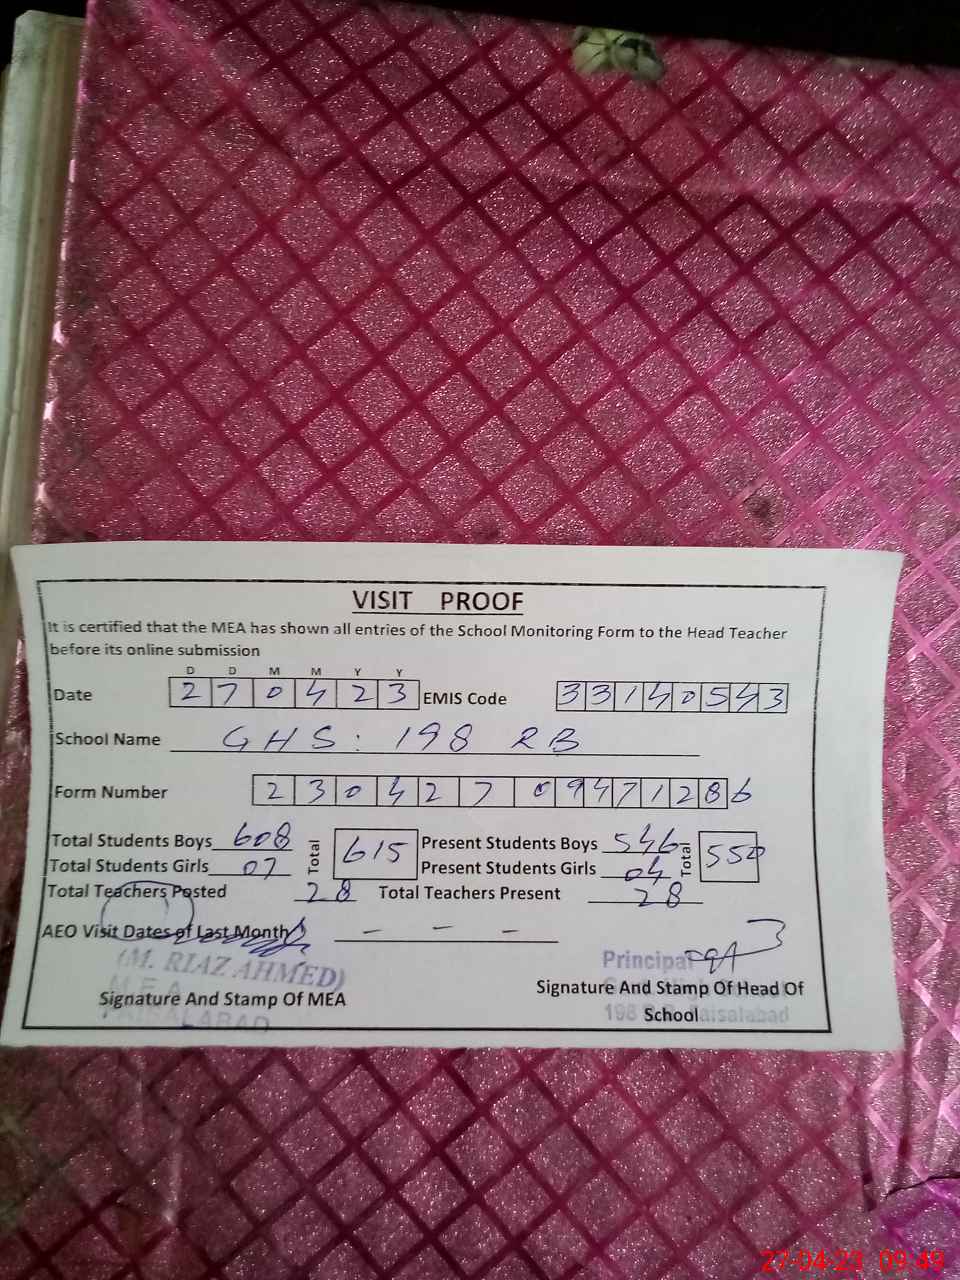 VISIT PROOF
It is certified that the MEA has shown all entries of the School Monitoring Form to the Head Teacher
before its online submission
D D M M Y Y
Date 2 7 0 4 2 3 EMIS Code 3 3 1 4 0 5 4 3
School Name GHS: 198 RB
Form Number 2 3 0 4 2 7 0 9 4 7 1 2 8 6
Total Students Boys 608 Total 615 Present Students Boys 546 Total 550
Total Students Girls 07 Present Students Girls 04
Total Teachers Posted 28 Total Teachers Present 28
AEO Visit Dates of Last Month - - -
(M. RIAZ AHMED) Principal
M.E.A
Signature And Stamp Of MEA Signature And Stamp Of Head Of
FAISALABAD 198 School Faisalabad
27-04-23 09:49